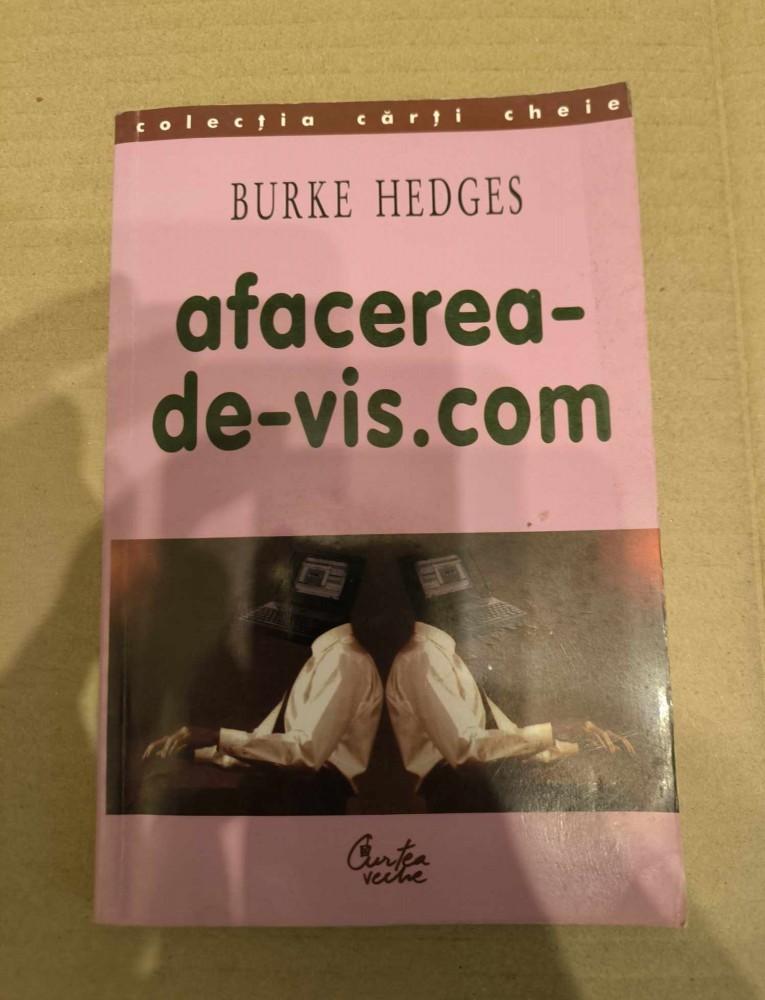 colecția cărți cheie
BURKE HEDGES
afacerea-
de-vis.com
Curtea
veche